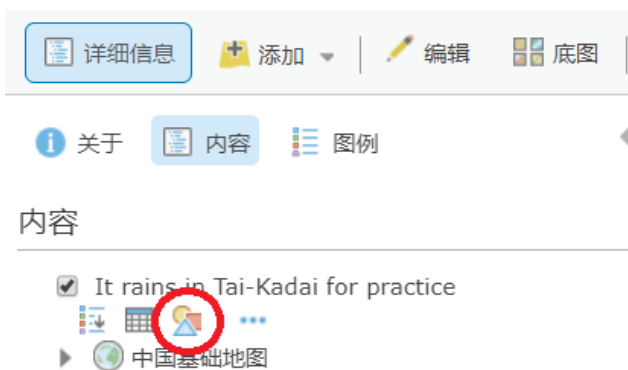 详细信息 添加 编辑 底图
关于 内容 图例
内容
It rains in Tai-Kadai for practice
中国基础地图